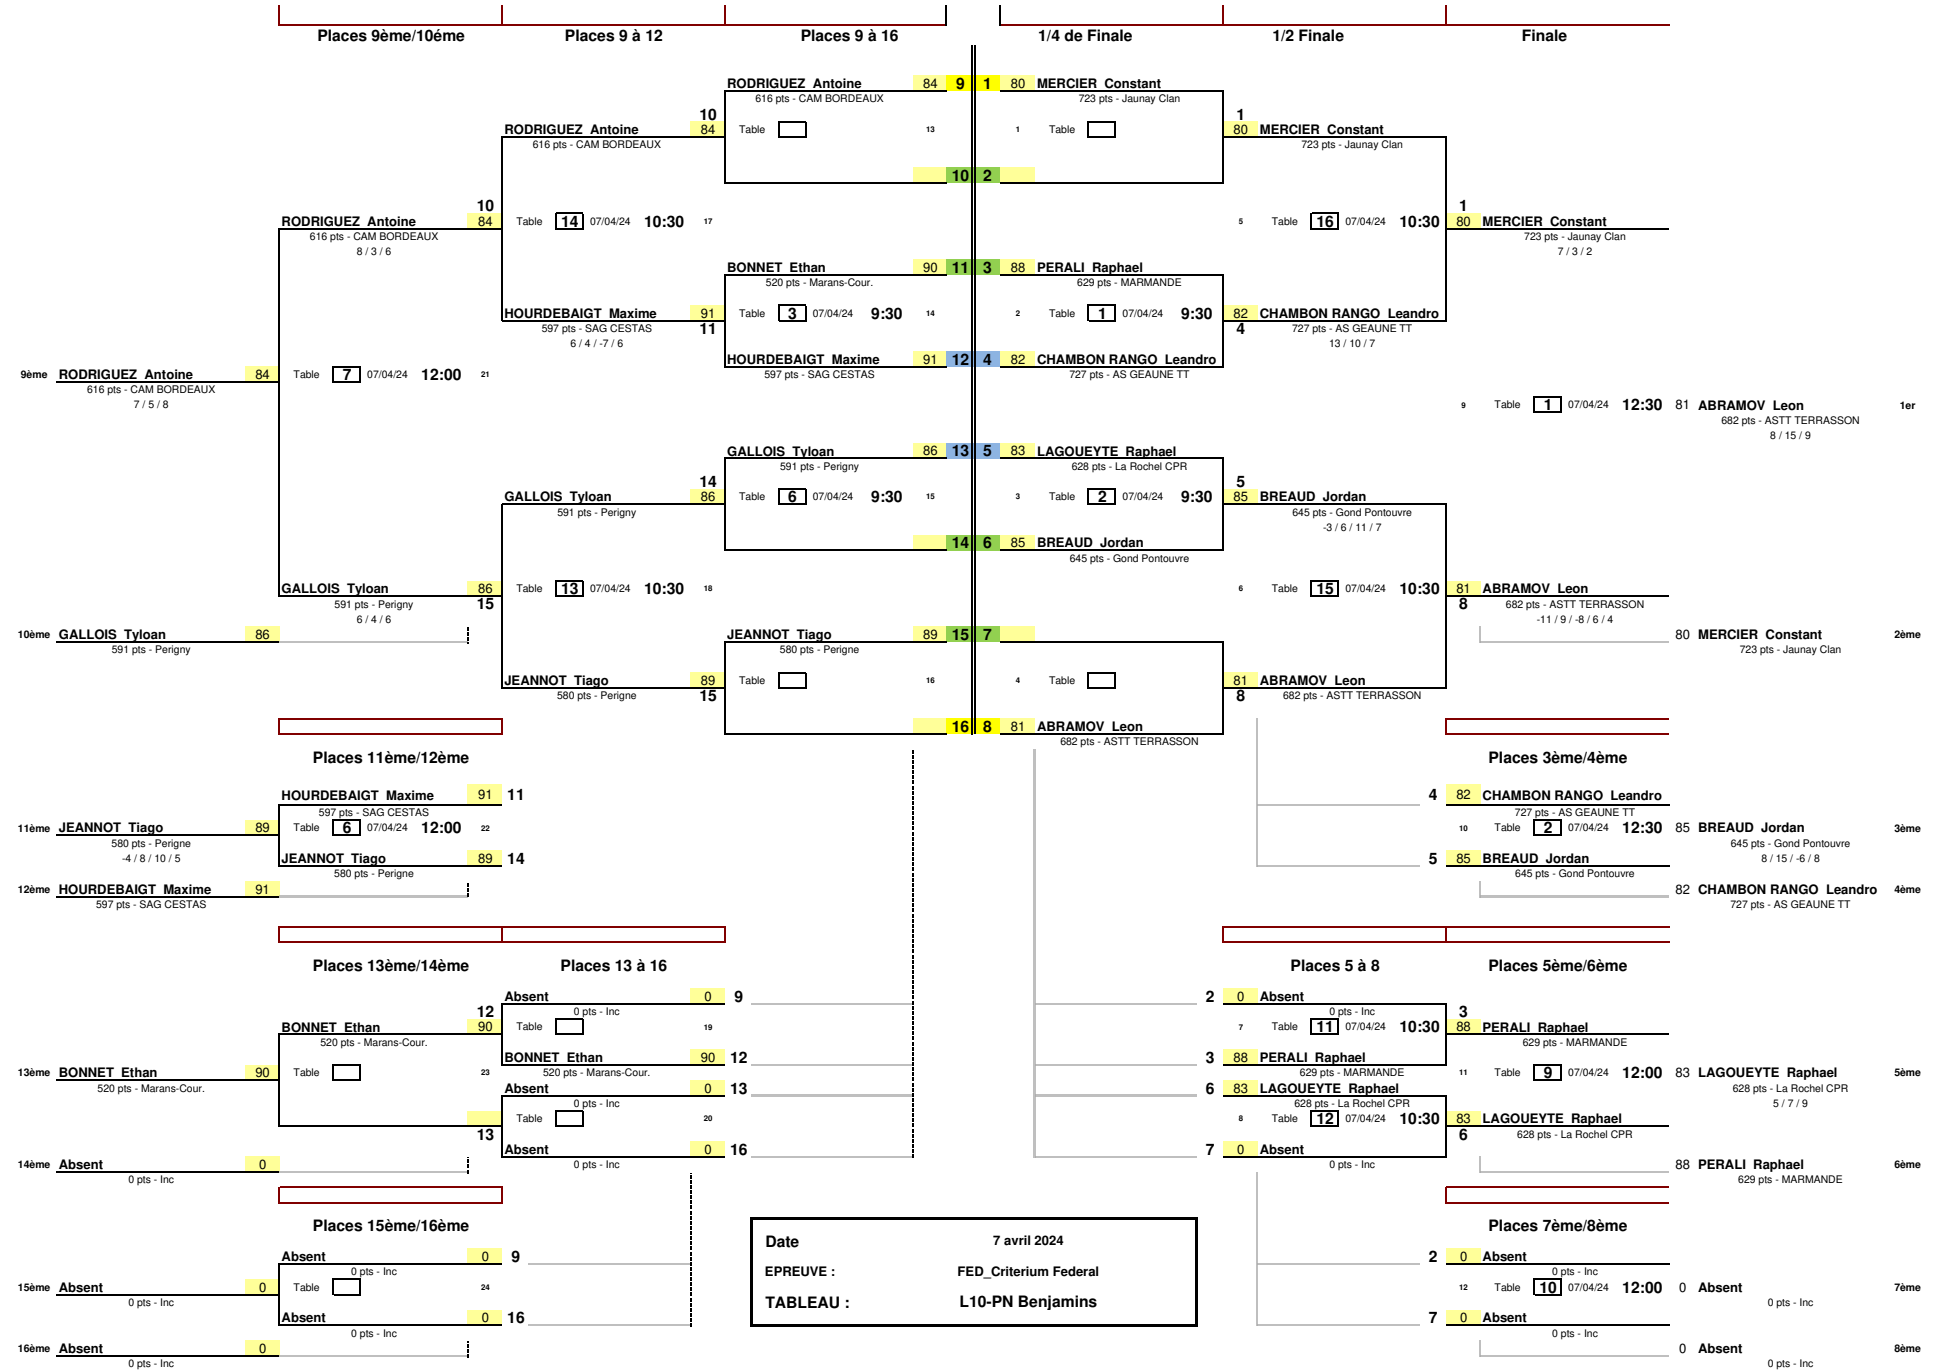 Places 9ème/10éme Places 9 à 12 Places 9 à 16 1/4 de Finale 1/2 Finale Finale
RODRIGUEZ Antoine 84 9 1 80 MERCIER Constant
616 pts - CAM BORDEAUX 723 pts - Jaunay Clan
10 1
RODRIGUEZ Antoine 84 Table 13 1 Table 80 MERCIER Constant
616 pts - CAM BORDEAUX 723 pts - Jaunay Clan
10 2
10 1
RODRIGUEZ Antoine 84 Table 14 07/04/24 10:30 17 5 Table 16 07/04/24 10:30 80 MERCIER Constant
616 pts - CAM BORDEAUX 723 pts - Jaunay Clan
8 / 3 / 6 7 / 3 / 2
BONNET Ethan 90 11 3 88 PERALI Raphael
520 pts - Marans-Cour. 629 pts - MARMANDE
HOURDEBAIGT Maxime 91 Table 3 07/04/24 9:30 14 2 Table 1 07/04/24 9:30 82 CHAMBON RANGO Leandro
597 pts - SAG CESTAS 11 4 727 pts - AS GEAUNE TT
6 / 4 / -7 / 6 13 / 10 / 7
HOURDEBAIGT Maxime 91 12 4 82 CHAMBON RANGO Leandro
9ème RODRIGUEZ Antoine 84 Table 7 07/04/24 12:00 21 597 pts - SAG CESTAS 727 pts - AS GEAUNE TT
616 pts - CAM BORDEAUX
7 / 5 / 8 9 Table 1 07/04/24 12:30 81 ABRAMOV Leon 1er
682 pts - ASTT TERRASSON
8 / 15 / 9
GALLOIS Tyloan 86 13 5 83 LAGOUEYTE Raphael
591 pts - Perigny 628 pts - La Rochel CPR
14 5
GALLOIS Tyloan 86 Table 6 07/04/24 9:30 15 3 Table 2 07/04/24 9:30 85 BREAUD Jordan
591 pts - Perigny 645 pts - Gond Pontouvre
-3 / 6 / 11 / 7
14 6 85 BREAUD Jordan
645 pts - Gond Pontouvre
GALLOIS Tyloan 86 Table 13 07/04/24 10:30 18 6 Table 15 07/04/24 10:30 81 ABRAMOV Leon
591 pts - Perigny 15 8 682 pts - ASTT TERRASSON
6 / 4 / 6 -11 / 9 / -8 / 6 / 4
10ème GALLOIS Tyloan 86 JEANNOT Tiago 89 15 7 80 MERCIER Constant 2ème
591 pts - Perigny 580 pts - Perigne 723 pts - Jaunay Clan
JEANNOT Tiago 89 Table 16 4 Table 81 ABRAMOV Leon
580 pts - Perigne 15 8 682 pts - ASTT TERRASSON
16 8 81 ABRAMOV Leon
682 pts - ASTT TERRASSON
Places 11ème/12ème Places 3ème/4ème
HOURDEBAIGT Maxime 91 11 4 82 CHAMBON RANGO Leandro
597 pts - SAG CESTAS 727 pts - AS GEAUNE TT
11ème JEANNOT Tiago 89 Table 6 07/04/24 12:00 22 10 Table 2 07/04/24 12:30 85 BREAUD Jordan 3ème
580 pts - Perigne 645 pts - Gond Pontouvre
-4 / 8 / 10 / 5 JEANNOT Tiago 89 14 5 85 BREAUD Jordan 8 / 15 / -6 / 8
580 pts - Perigne 645 pts - Gond Pontouvre
12ème HOURDEBAIGT Maxime 91 82 CHAMBON RANGO Leandro 4ème
597 pts - SAG CESTAS 727 pts - AS GEAUNE TT
Places 13ème/14ème Places 13 à 16 Places 5 à 8 Places 5ème/6ème
Absent 0 9 2 0 Absent
12 0 pts - Inc 0 pts - Inc 3
BONNET Ethan 90 Table 19 7 Table 11 07/04/24 10:30 88 PERALI Raphael
520 pts - Marans-Cour. 629 pts - MARMANDE
BONNET Ethan 90 12 3 88 PERALI Raphael
13ème BONNET Ethan 90 Table 23 520 pts - Marans-Cour. 629 pts - MARMANDE 11 Table 9 07/04/24 12:00 83 LAGOUEYTE Raphael 5ème
520 pts - Marans-Cour. Absent 0 13 6 83 LAGOUEYTE Raphael 628 pts - La Rochel CPR
0 pts - Inc 628 pts - La Rochel CPR 5 / 7 / 9
Table 20 8 Table 12 07/04/24 10:30 83 LAGOUEYTE Raphael
13 6 628 pts - La Rochel CPR
Absent 0 16 7 0 Absent
14ème Absent 0 0 pts - Inc 0 pts - Inc 88 PERALI Raphael 6ème
0 pts - Inc 629 pts - MARMANDE
Places 15ème/16ème Places 7ème/8ème
Date 7 avril 2024
Absent 0 9 2 0 Absent
0 pts - Inc EPREUVE : FED_Criterium Federal 0 pts - Inc
15ème Absent 0 Table 24 12 Table 10 07/04/24 12:00 0 Absent 7ème
0 pts - Inc TABLEAU : L10-PN Benjamins 0 pts - Inc
Absent 0 16 7 0 Absent
0 pts - Inc 0 pts - Inc
16ème Absent 0 0 Absent 8ème
0 pts - Inc 0 pts - Inc